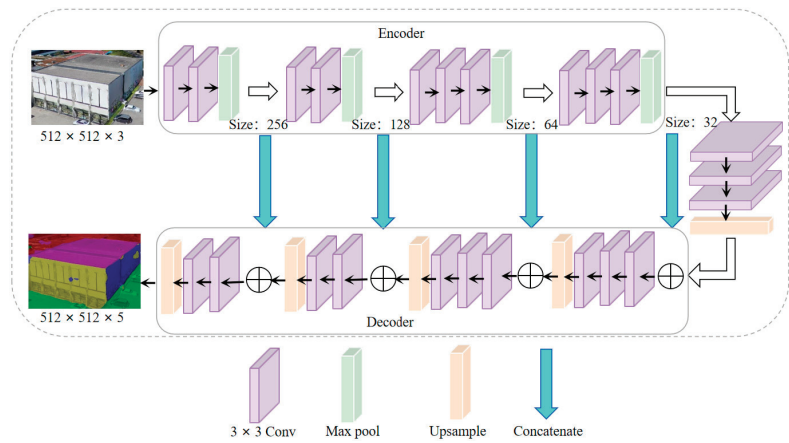 Encoder
512 × 512 × 3
Size: 256
Size: 128
Size: 64
Size: 32
512 × 512 × 5
Decoder
3 × 3 Conv
Max pool
Upsample
Concatenate